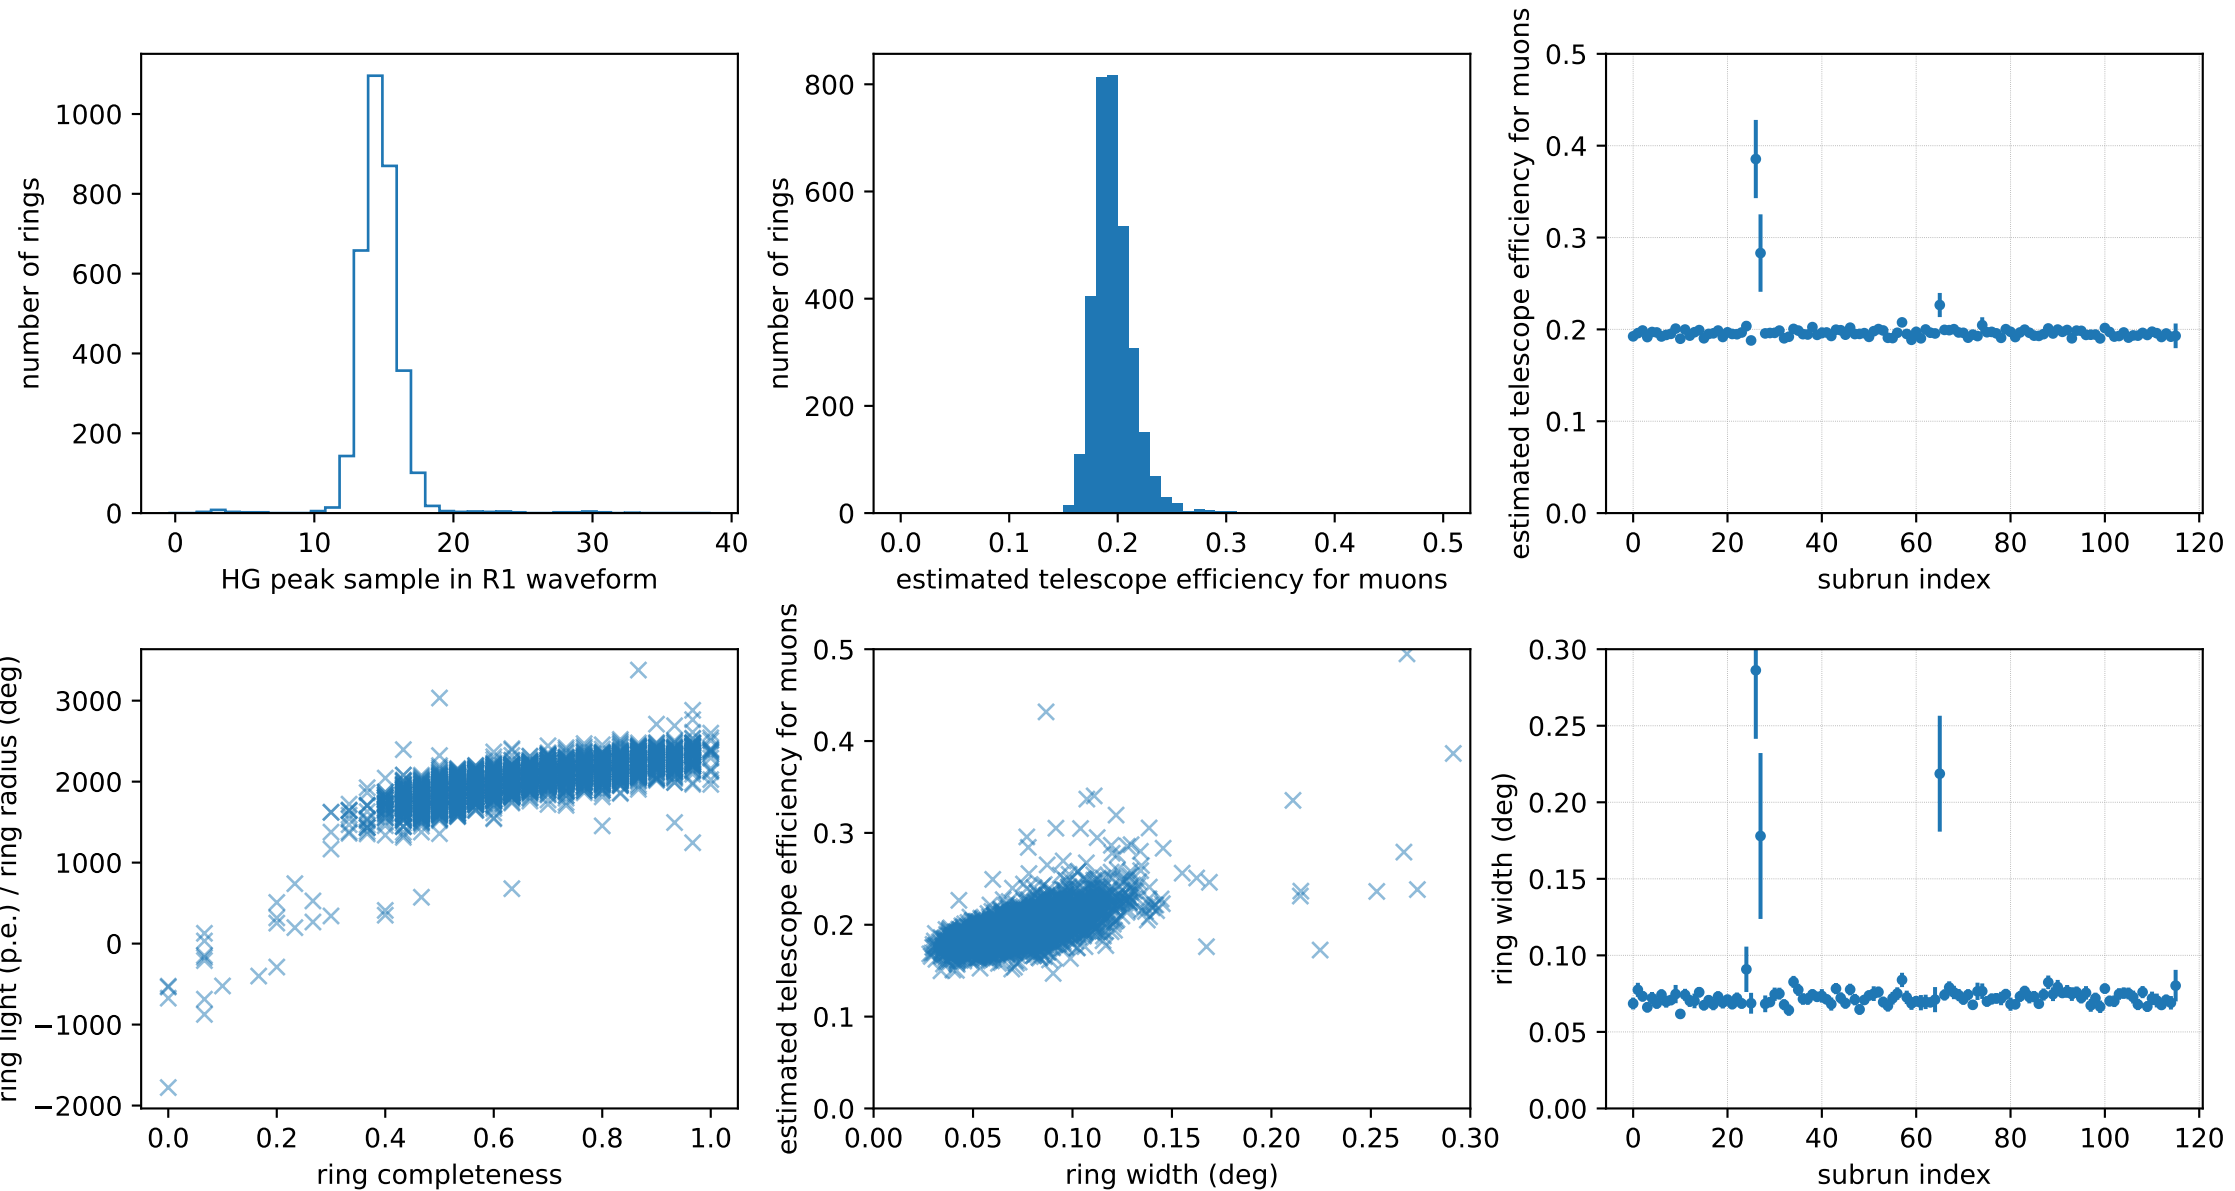 number of rings
1000
800
600
400
200
0
0 10 20 30 40
HG peak sample in R1 waveform
number of rings
800
600
400
200
0
0.0 0.1 0.2 0.3 0.4 0.5
estimated telescope efficiency for muons
estimated telescope efficiency for muons
0.5
0.4
0.3
0.2
0.1
0.0
0 20 40 60 80 100 120
subrun index
ring light (p.e.) / ring radius (deg)
3000
2000
1000
0
−1000
−2000
0.0 0.2 0.4 0.6 0.8 1.0
ring completeness
estimated telescope efficiency for muons
0.5
0.4
0.3
0.2
0.1
0.0
0.00 0.05 0.10 0.15 0.20 0.25 0.30
ring width (deg)
ring width (deg)
0.30
0.25
0.20
0.15
0.10
0.05
0.00
0 20 40 60 80 100 120
subrun index